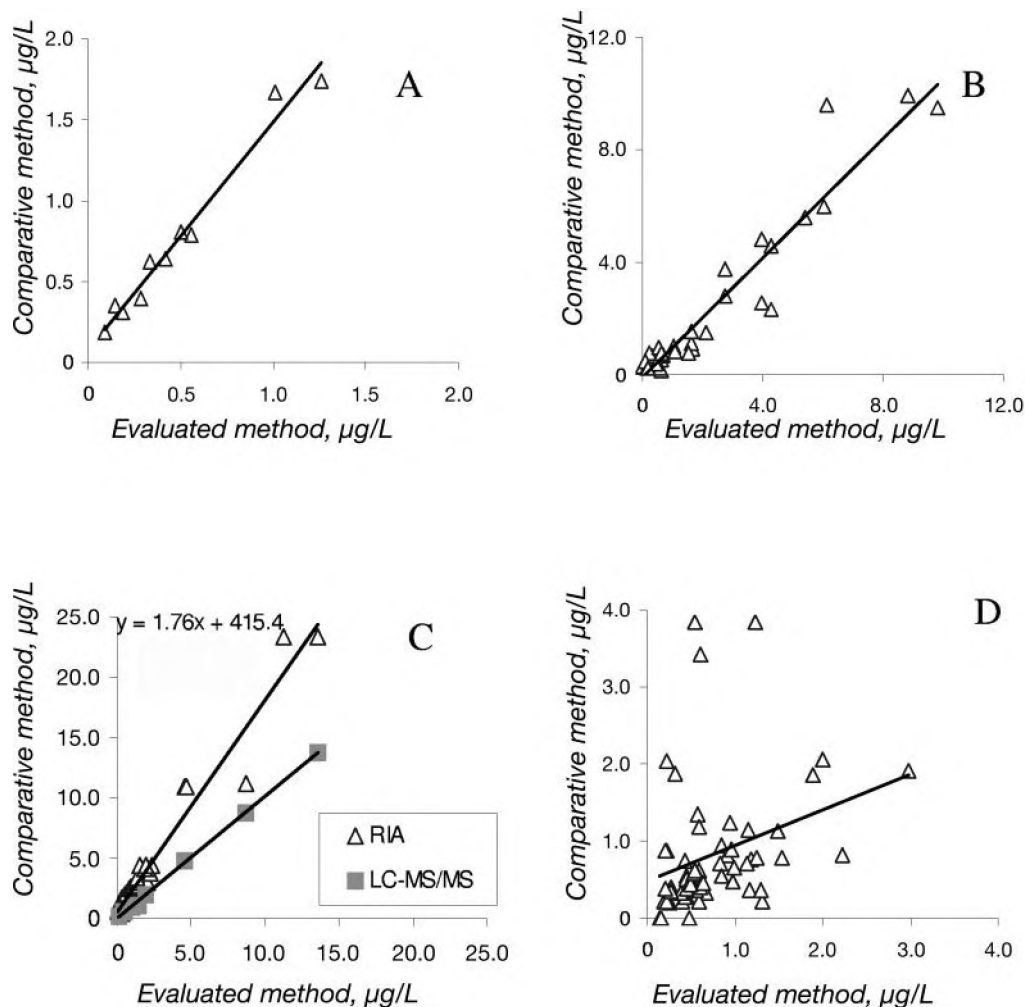 2.0
1.5
1.0
0.5
0
0
0.5
1.0
1.5
2.0
Comparative method, µg/L
Evaluated method, µg/L
A
12.0
8.0
4.0
0
0
4.0
8.0
12.0
Comparative method, µg/L
Evaluated method, µg/L
B
25.0
20.0
15.0
10.0
5.0
0
0
5.0
10.0
15.0
20.0
25.0
Comparative method, µg/L
Evaluated method, µg/L
y = 1.76x + 415.4
C
RIA
LC-MS/MS
4.0
3.0
2.0
1.0
0
0
1.0
2.0
3.0
4.0
Comparative method, µg/L
Evaluated method, µg/L
D